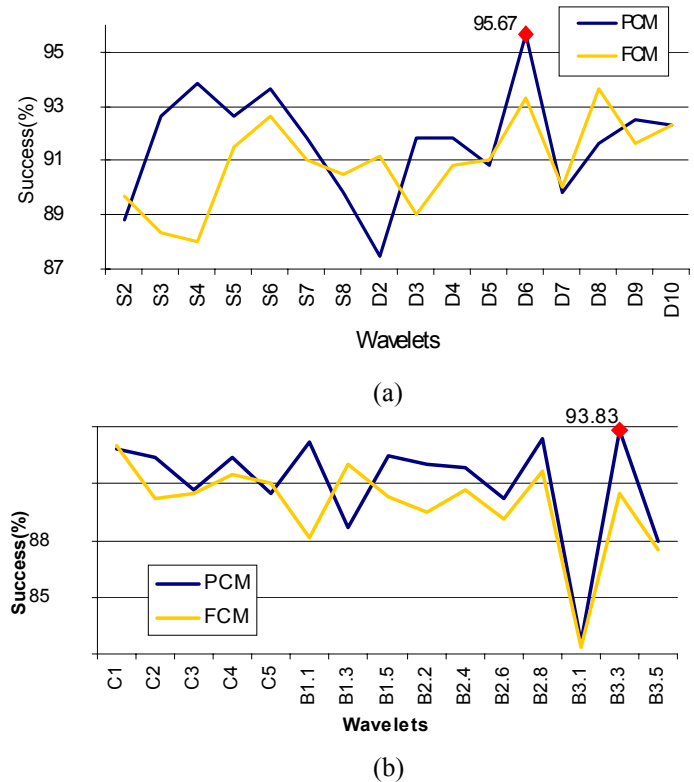 95.67
PCM
FCM
95
93
91
89
87
Success(%)
S2 S3 S4 S5 S6 S7 S8 D2 D3 D4 D5 D6 D7 D8 D9 D10
Wavelets
(a)
93.83
88
85
Success(%)
PCM
FCM
C1 C2 C3 C4 C5 B1.1 B1.3 B1.5 B2.2 B2.4 B2.6 B2.8 B3.1 B3.3 B3.5
Wavelets
(b)